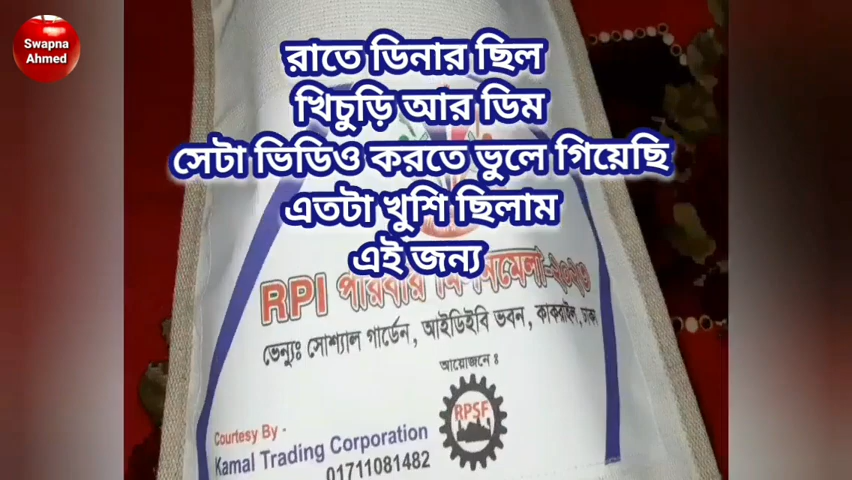 Swapna
Ahmed
রাতে ডিনার ছিল
খিচুড়ি আর ডিম
সেটা ভিডিও করতে ভুলে গিয়েছি
এতটা খুশি ছিলাম
এই জন্য
RPI পরিবার
ভেন্যুঃ সোশ্যাল গার্ডেন, আইডিইবি ভবন, কাকরাইল, ঢাকা
আয়োজনে ঃ
RPSF
Courtesy By -
Kamal Trading Corporation
01711081482